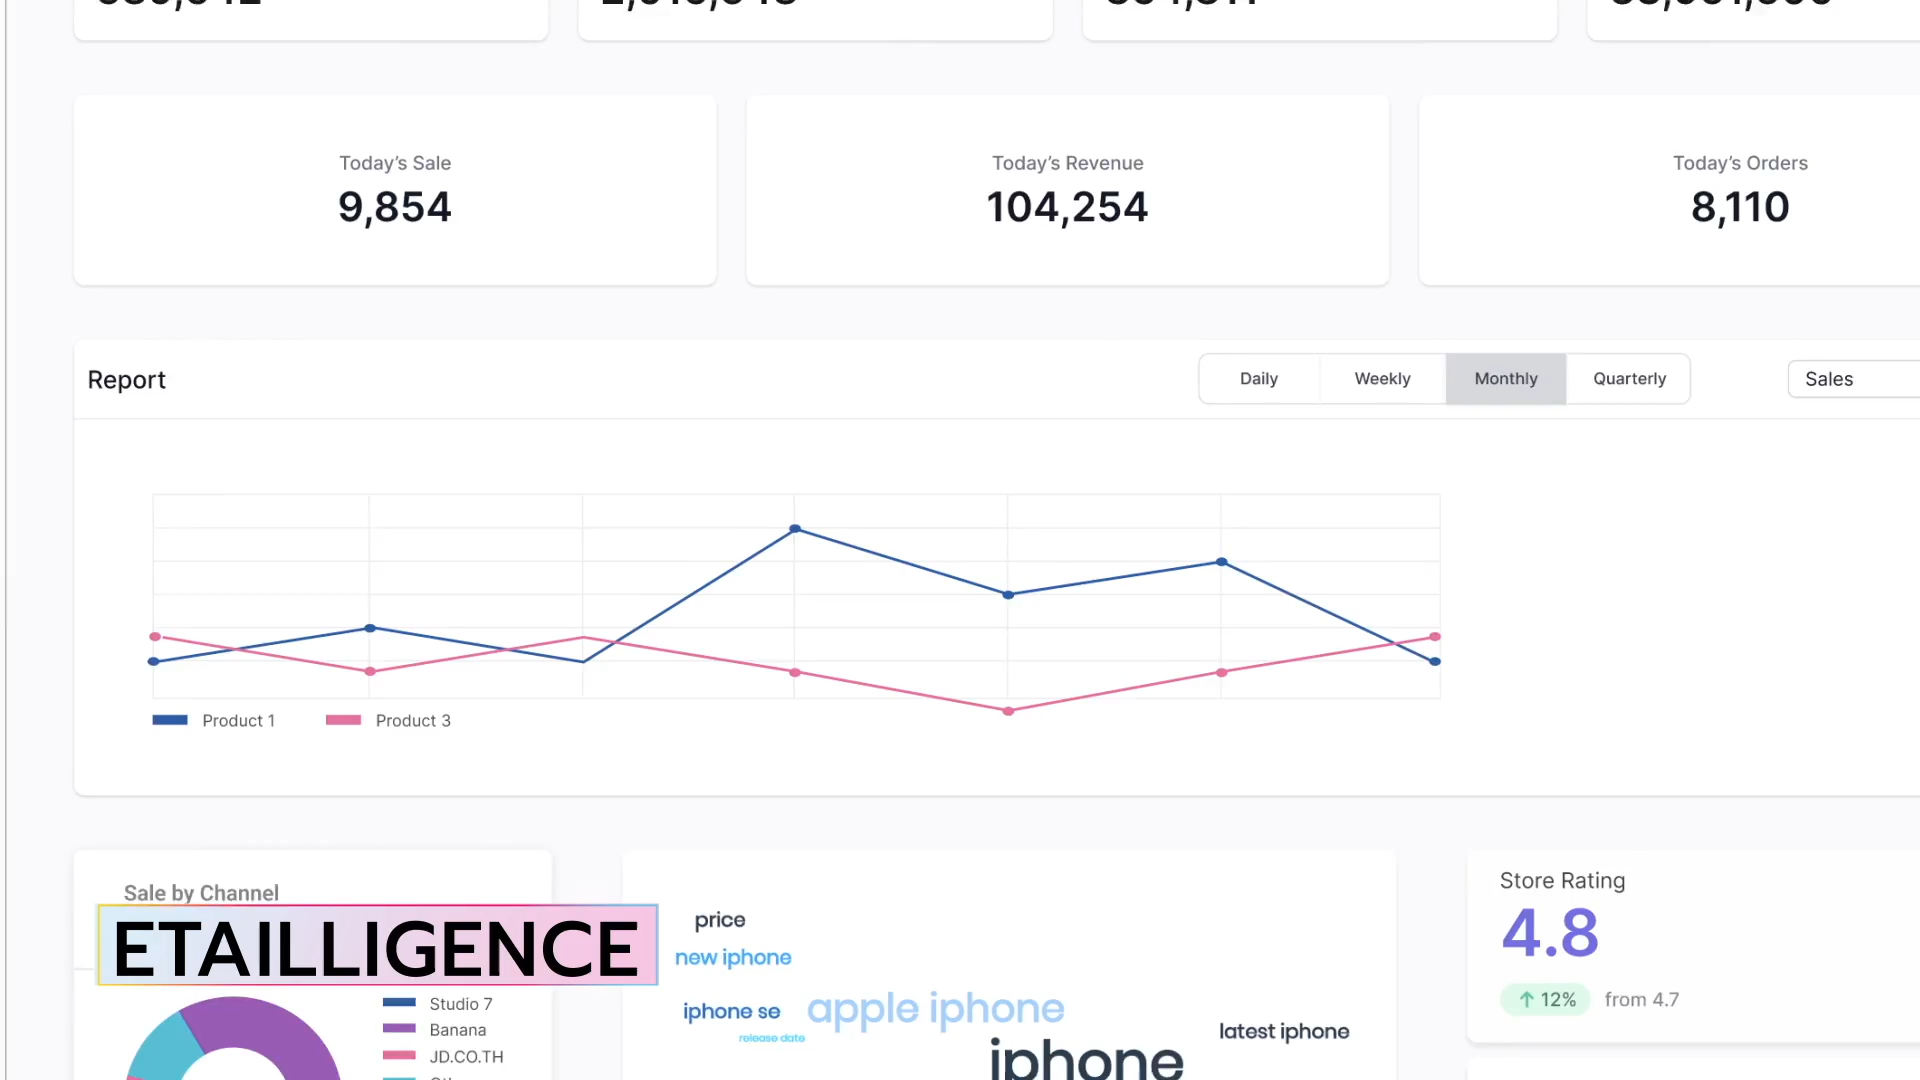 Today's Sale
9,854
Today's Revenue
104,254
Today's Orders
8,110
Report
Daily
Weekly
Monthly
Quarterly
Sales
Product 1
Product 3
Sale by Channel
ETAILLIGENCE
Studio 7
Banana
JD.CO.TH
price
new iphone
iphone se
apple iphone
release date
latest iphone
iphone
Store Rating
4.8
↑ 12%
from 4.7